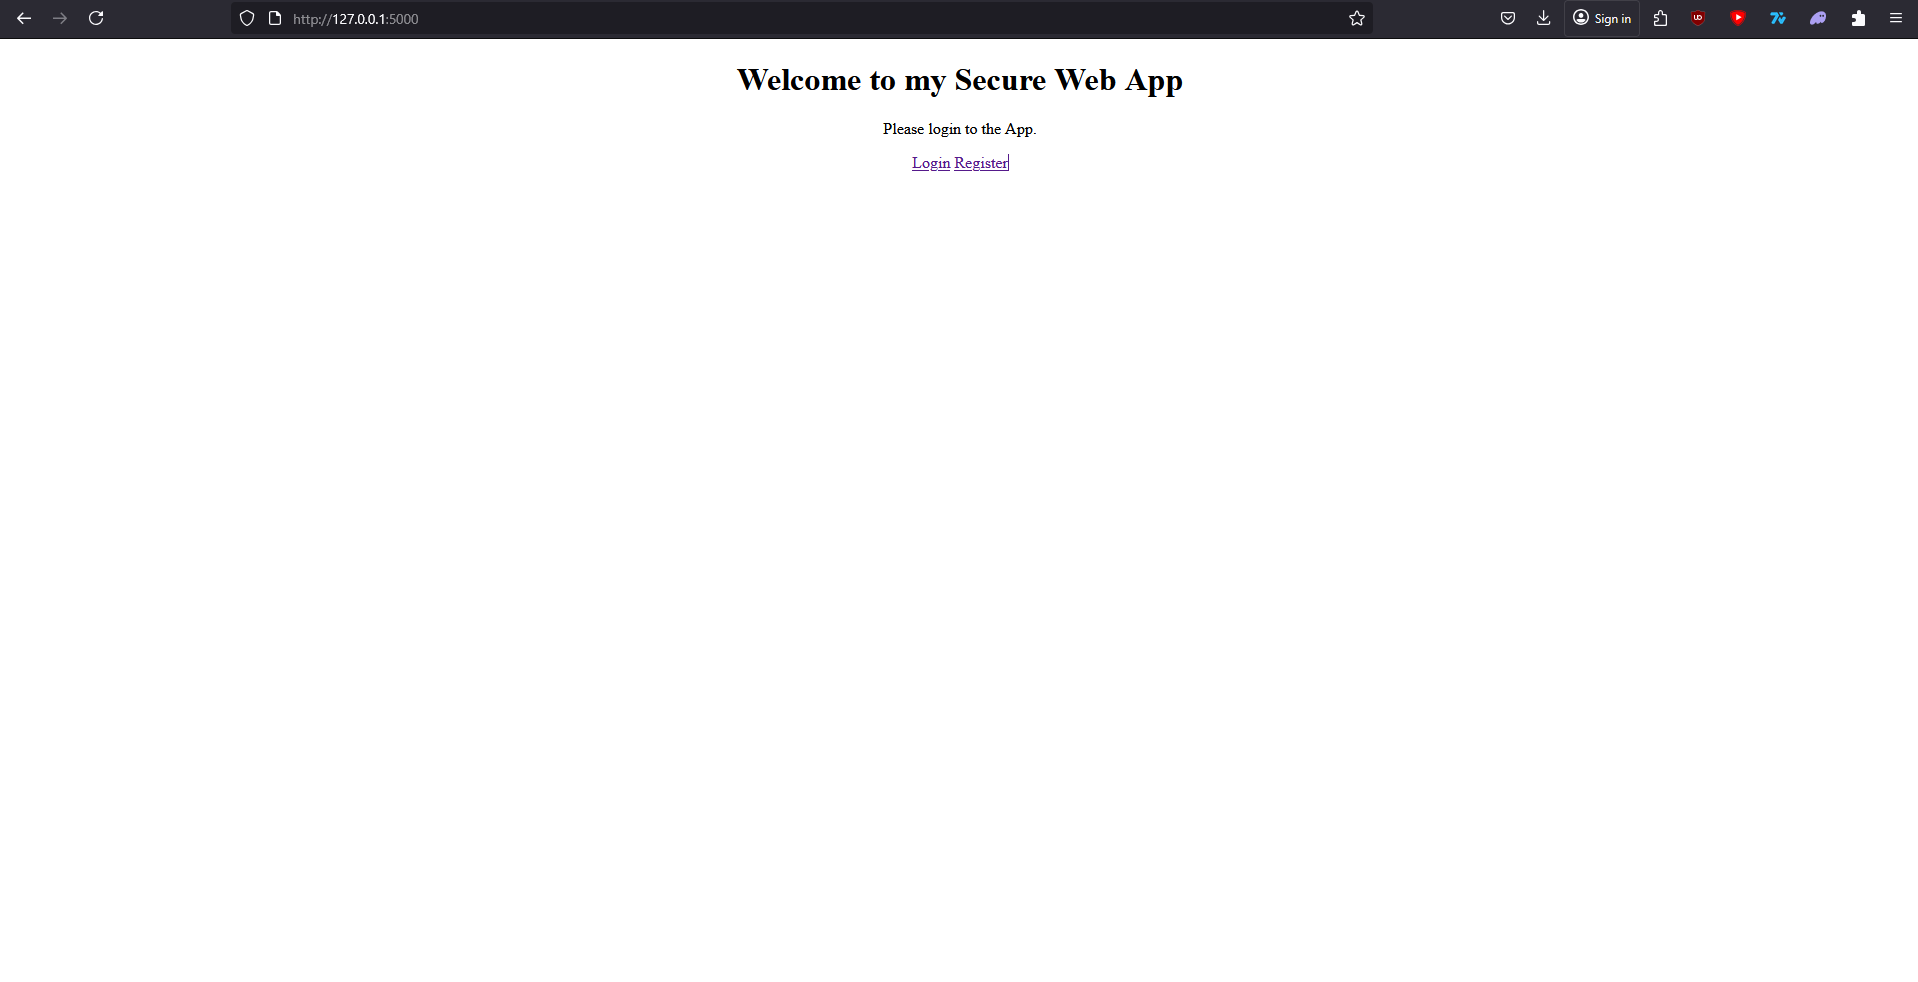 http://127.0.0.1:5000
Sign in
Welcome to my Secure Web App
Please login to the App.
Login Register